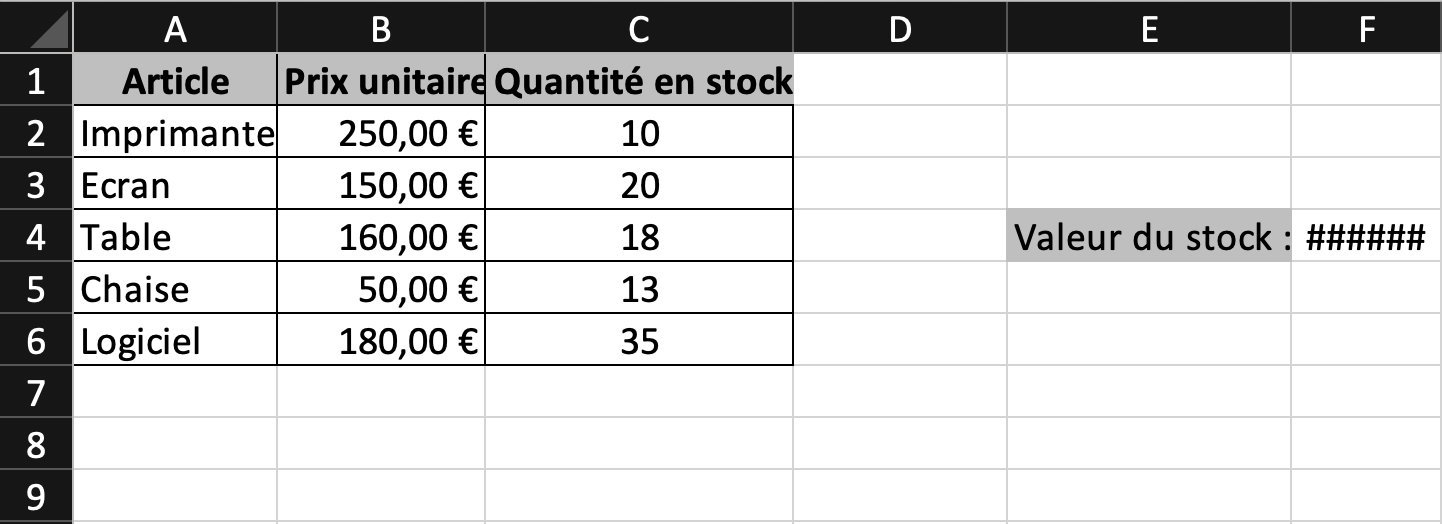 A B C D E F
1 Article Prix unitaire Quantité en stock
2 Imprimante 250,00 € 10
3 Ecran 150,00 € 20
4 Table 160,00 € 18 Valeur du stock : ######
5 Chaise 50,00 € 13
6 Logiciel 180,00 € 35
7
8
9